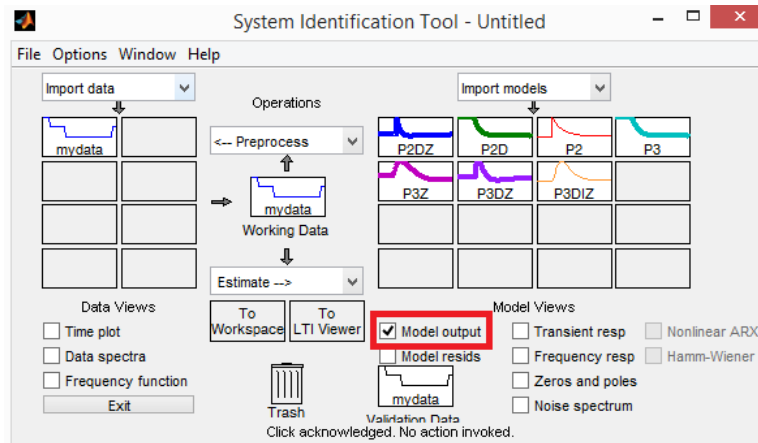 System Identification Tool - Untitled
File Options Window Help
Import data
Operations
Import models
mydata
<-- Preprocess
P2DZ P2D P2 P3
mydata
Working Data
P3Z P3DZ P3DIZ
Estimate -->
Data Views
To Workspace
To LTI Viewer
Model Views
Time plot
Data spectra
Frequency function
Exit
Trash
Model output
Model resids
mydata
Validation Data
Transient resp
Frequency resp
Zeros and poles
Noise spectrum
Nonlinear ARX
Hamm-Wiener
Click acknowledged. No action invoked.